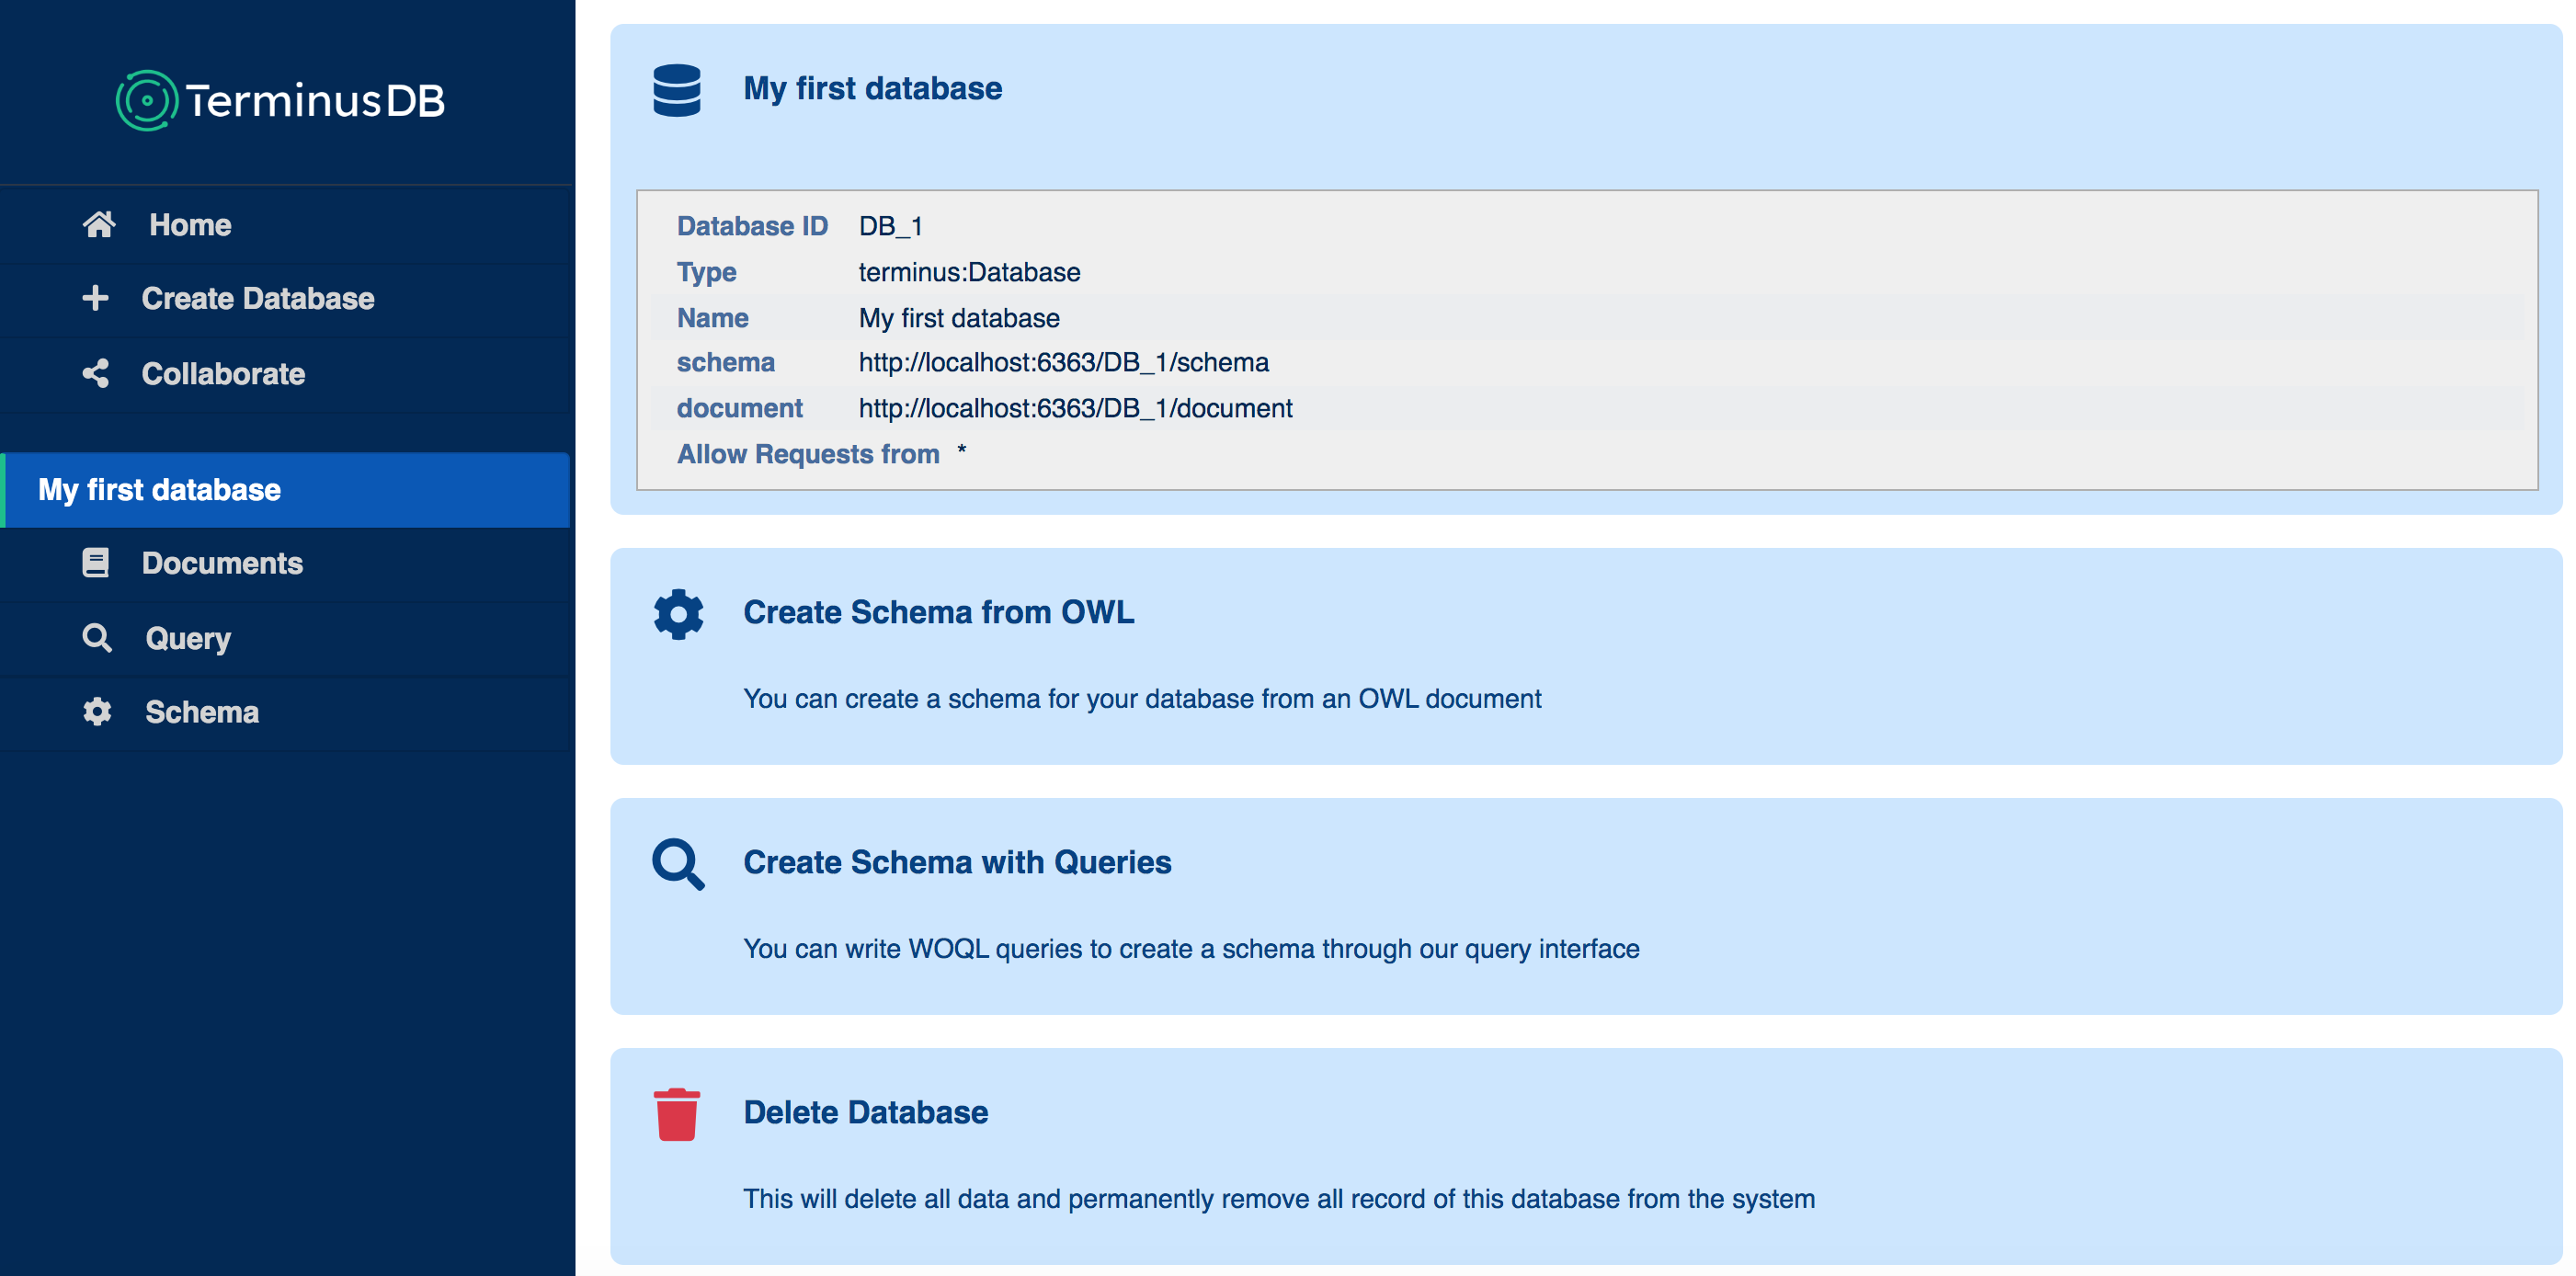 TerminusDB
Home
Create Database
Collaborate
My first database
Documents
Query
Schema
My first database
Database ID DB_1
Type terminus:Database
Name My first database
schema http://localhost:6363/DB_1/schema
document http://localhost:6363/DB_1/document
Allow Requests from *
Create Schema from OWL
You can create a schema for your database from an OWL document
Create Schema with Queries
You can write WOQL queries to create a schema through our query interface
Delete Database
This will delete all data and permanently remove all record of this database from the system